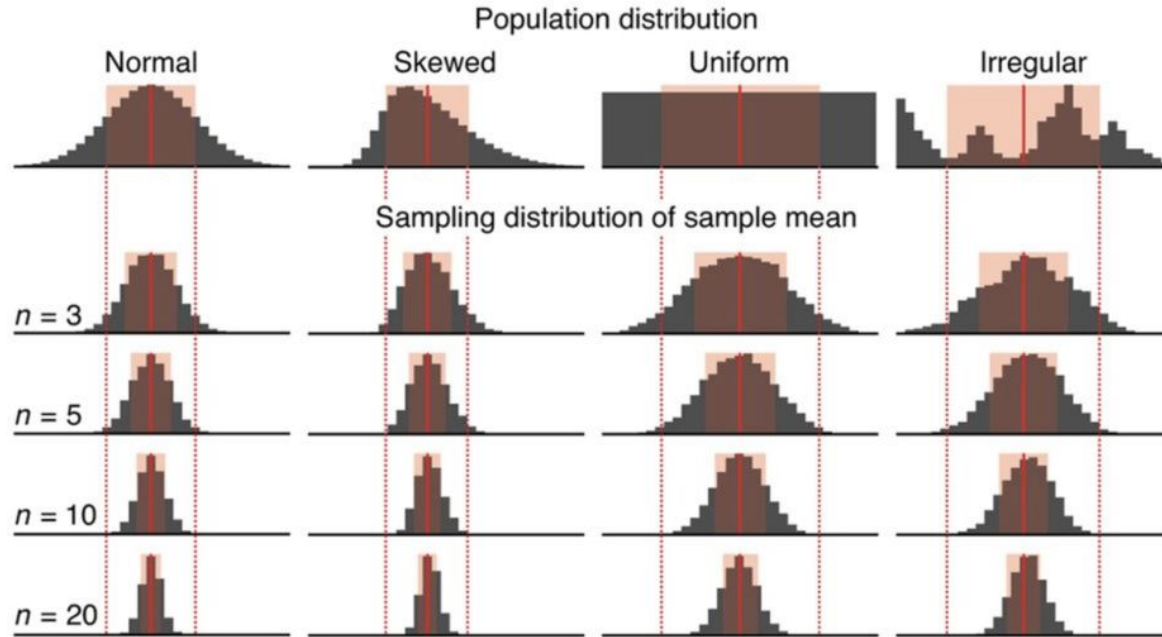 Population distribution
Normal Skewed Uniform Irregular
Sampling distribution of sample mean
n = 3
n = 5
n = 10
n = 20